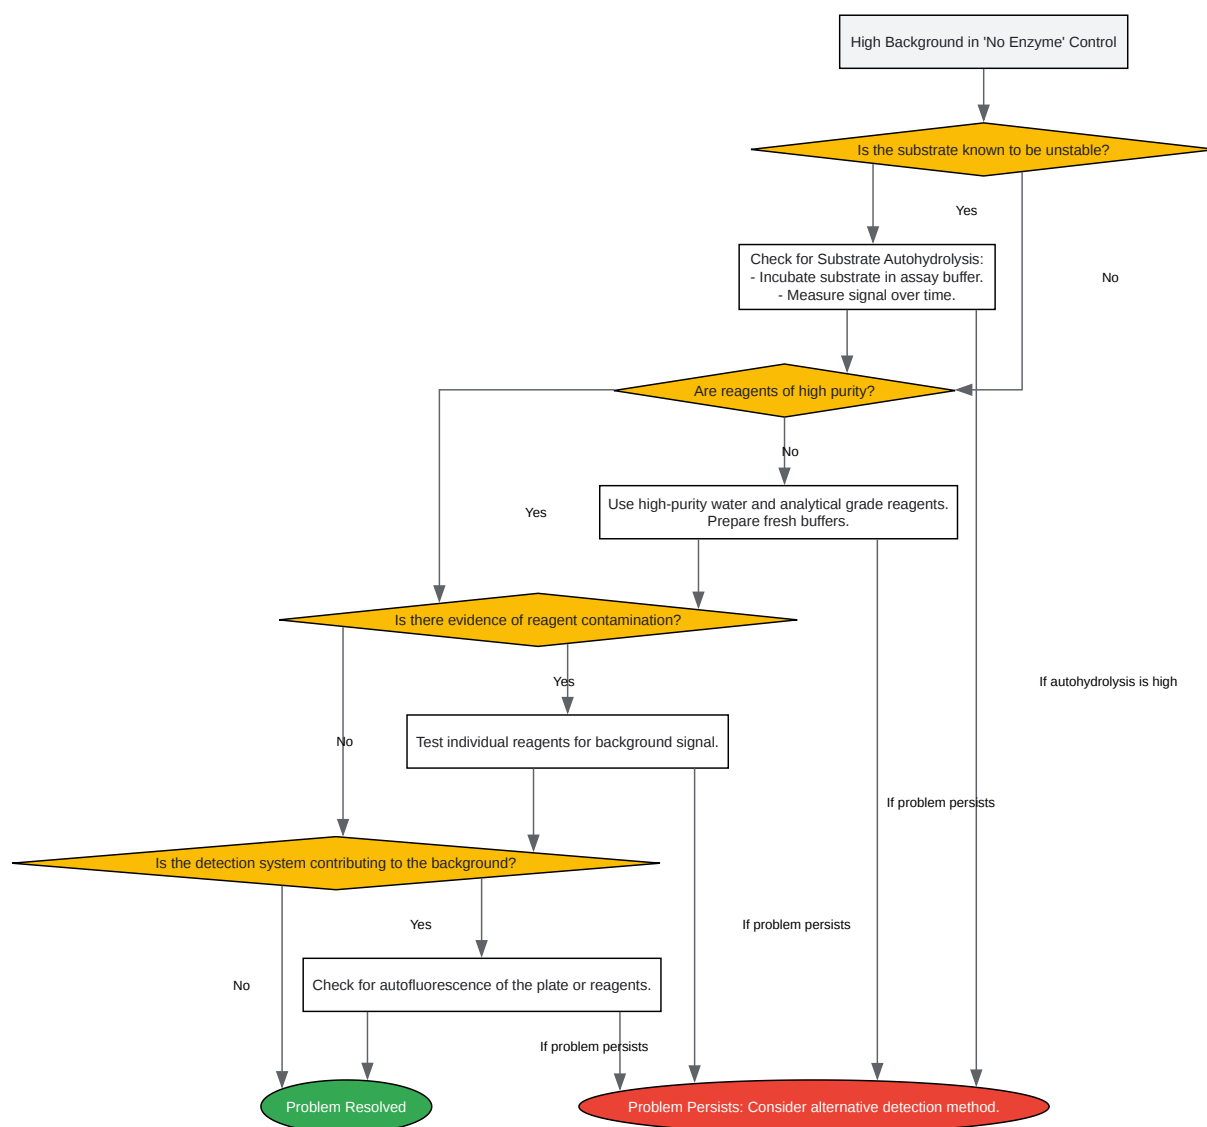 High Background in 'No Enzyme' Control
Is the substrate known to be unstable?
Yes
Check for Substrate Autohydrolysis:
- Incubate substrate in assay buffer.
- Measure signal over time.
No
Are reagents of high purity?
No
Use high-purity water and analytical grade reagents.
Prepare fresh buffers.
Yes
Is there evidence of reagent contamination?
Yes
If autohydrolysis is high
No
Test individual reagents for background signal.
If problem persists
Is the detection system contributing to the background?
Yes
If problem persists
No
Check for autofluorescence of the plate or reagents.
If problem persists
Problem Resolved
Problem Persists: Consider alternative detection method.